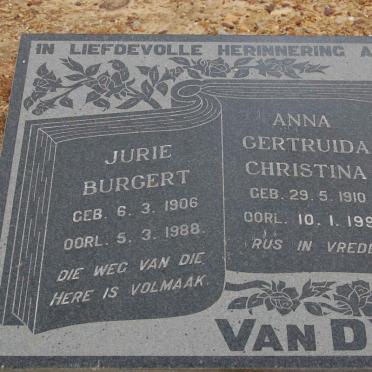 IN LIEFDEVOLLE HERINNERING A
JURIE
BURGERT
GEB. 6. 3. 1906
OORL. 5. 3. 1988.
DIE WEG VAN DIE
HERE IS VOLMAAK.
ANNA
GERTRUIDA
CHRISTINA
GEB. 29. 5. 1910
OORL. 10. 1. 199
RUS IN VREDE
VAN D